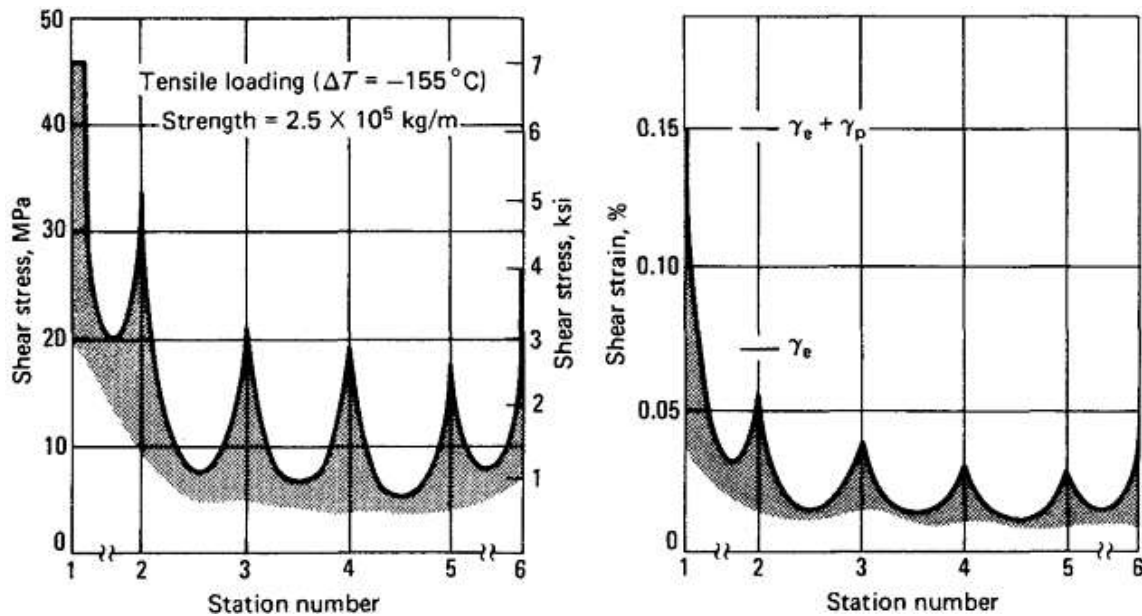 50
40
30
20
10
0
Shear stress, MPa
Tensile loading (ΔT = −155 °C)
Strength = 2.5 × 10⁵ kg/m
7
6
5
4
3
2
1
Shear stress, ksi
1 2 3 4 5 6
Station number
0.15
0.10
0.05
0
Shear strain, %
γe + γp
γe
1 2 3 4 5 6
Station number